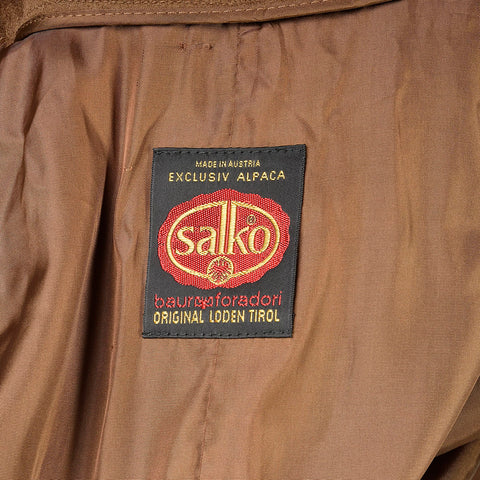 MADE IN AUSTRIA
EXCLUSIV ALPACA
salko
baur foradori
ORIGINAL LODEN TIROL